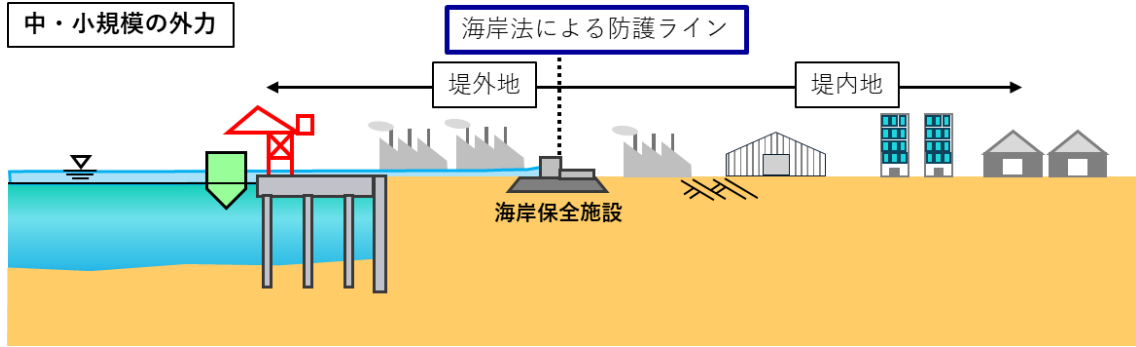 中・小規模の外力
海岸法による防護ライン
堤外地
堤内地
海岸保全施設